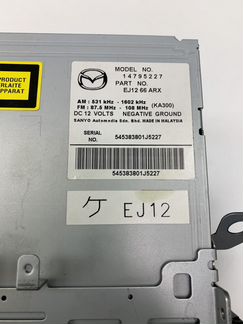 PRODUCT
ERLAITE
APPARAT
MODEL NO.
14795227
PART NO.
EJ12 66 ARX
AM : 531 kHz - 1602 kHz
FM : 87.5 MHz - 108 MHz (KA300)
DC 12 VOLTS NEGATIVE GROUND
SANYO Automedia Sdn. Bhd. MADE IN MALAYSIA
SERIAL NO. 545383801J5227
545383801J5227
ケ EJ12